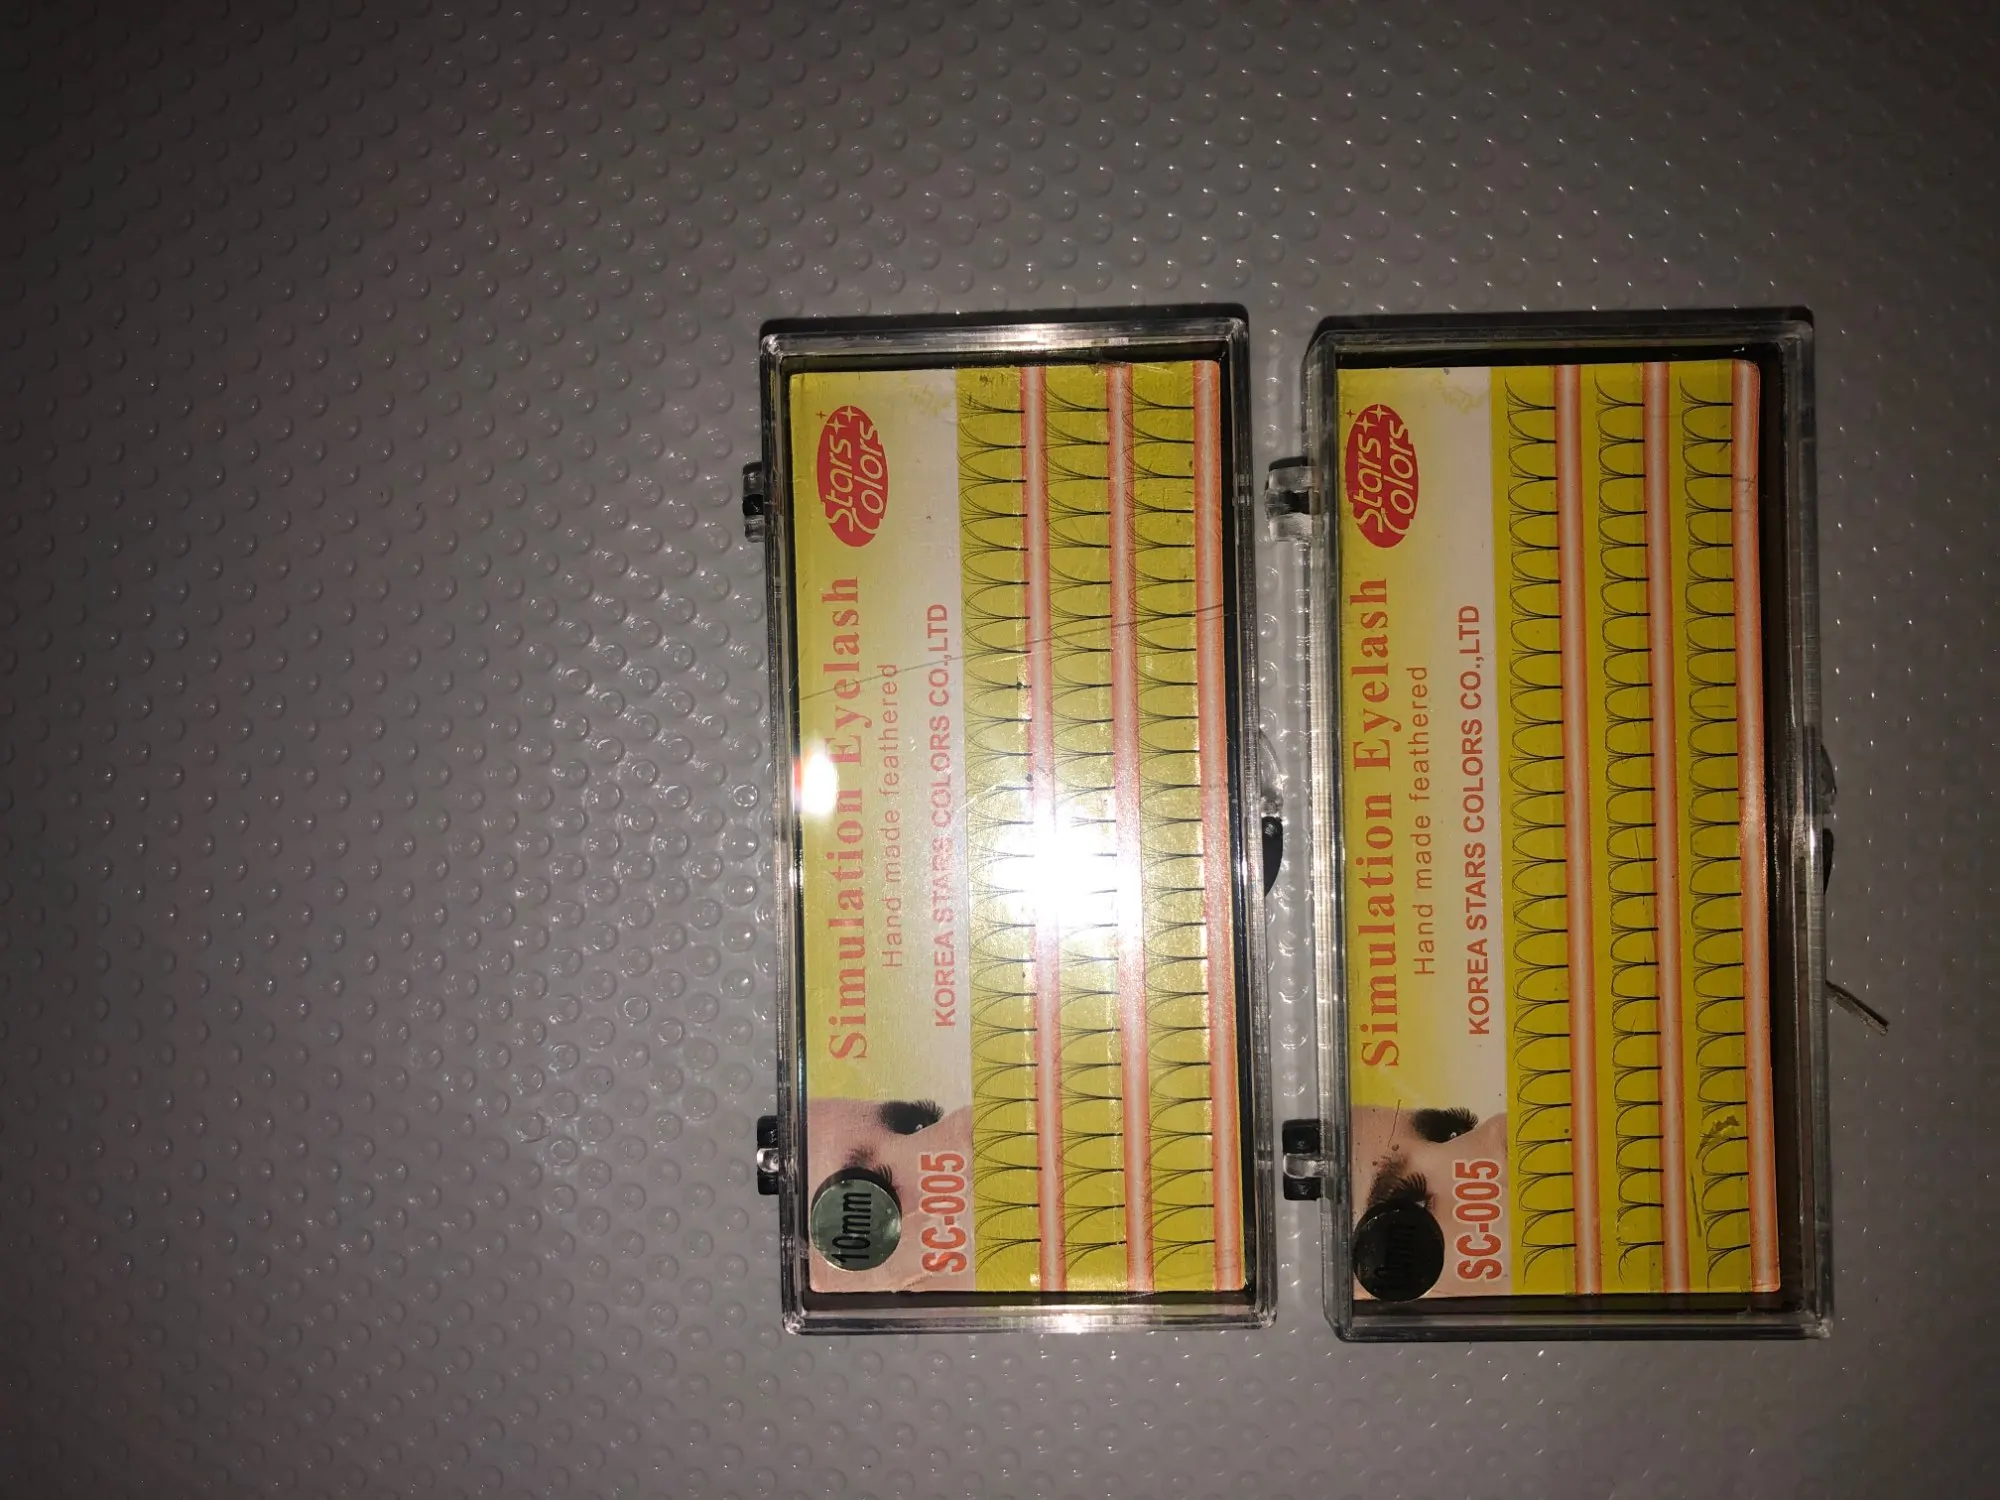 Stars
Colors
Simulation Eyelash
Hand made feathered
KOREA STARS COLORS CO.,LTD
10mm
SC-005
Stars
Colors
Simulation Eyelash
Hand made feathered
KOREA STARS COLORS CO.,LTD
10mm
SC-005